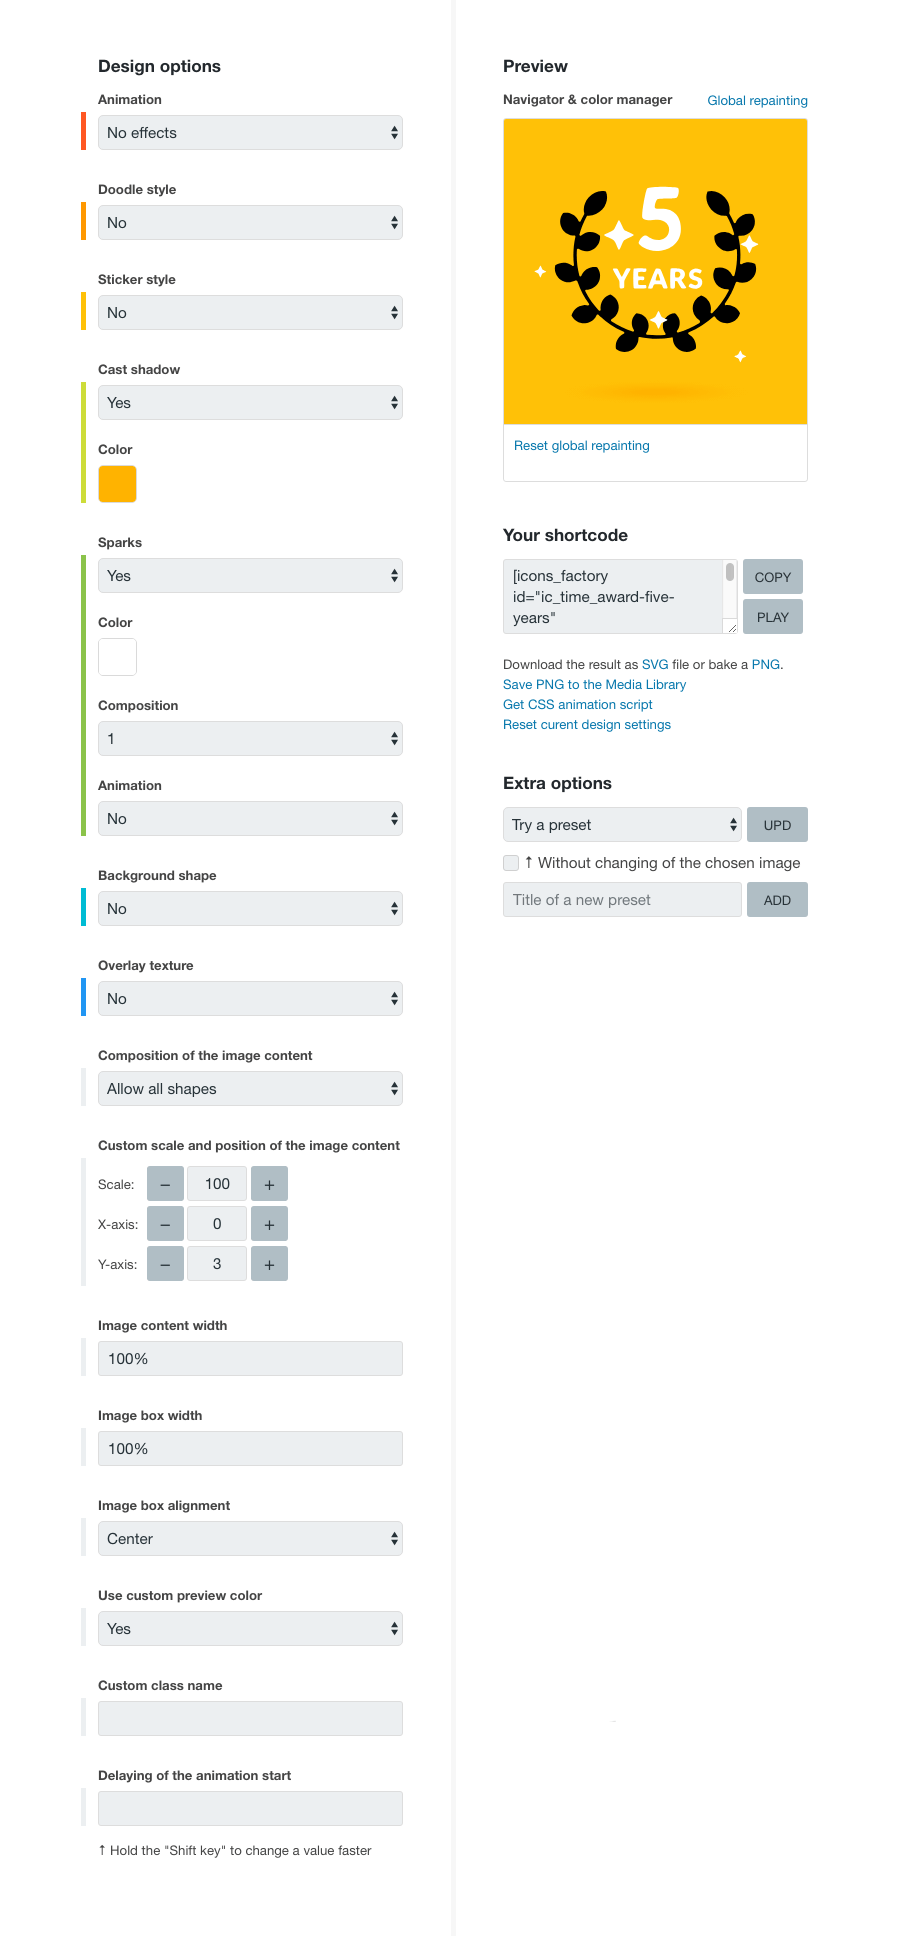 Design options
Animation
No effects
Doodle style
No
Sticker style
No
Cast shadow
Yes
Color
Sparks
Yes
Color
Composition
1
Animation
No
Background shape
No
Overlay texture
No
Composition of the image content
Allow all shapes
Custom scale and position of the image content
Scale: − 100 +
X-axis: − 0 +
Y-axis: − 3 +
Image content width
100%
Image box width
100%
Image box alignment
Center
Use custom preview color
Yes
Custom class name
Delaying of the animation start
↑ Hold the "Shift key" to change a value faster
Preview
Navigator & color manager Global repainting
5
YEARS
Reset global repainting
Your shortcode
[icons_factory
id="ic_time_award-five-
years"
COPY
PLAY
Download the result as SVG file or bake a PNG.
Save PNG to the Media Library
Get CSS animation script
Reset curent design settings
Extra options
Try a preset UPD
↑ Without changing of the chosen image
Title of a new preset ADD